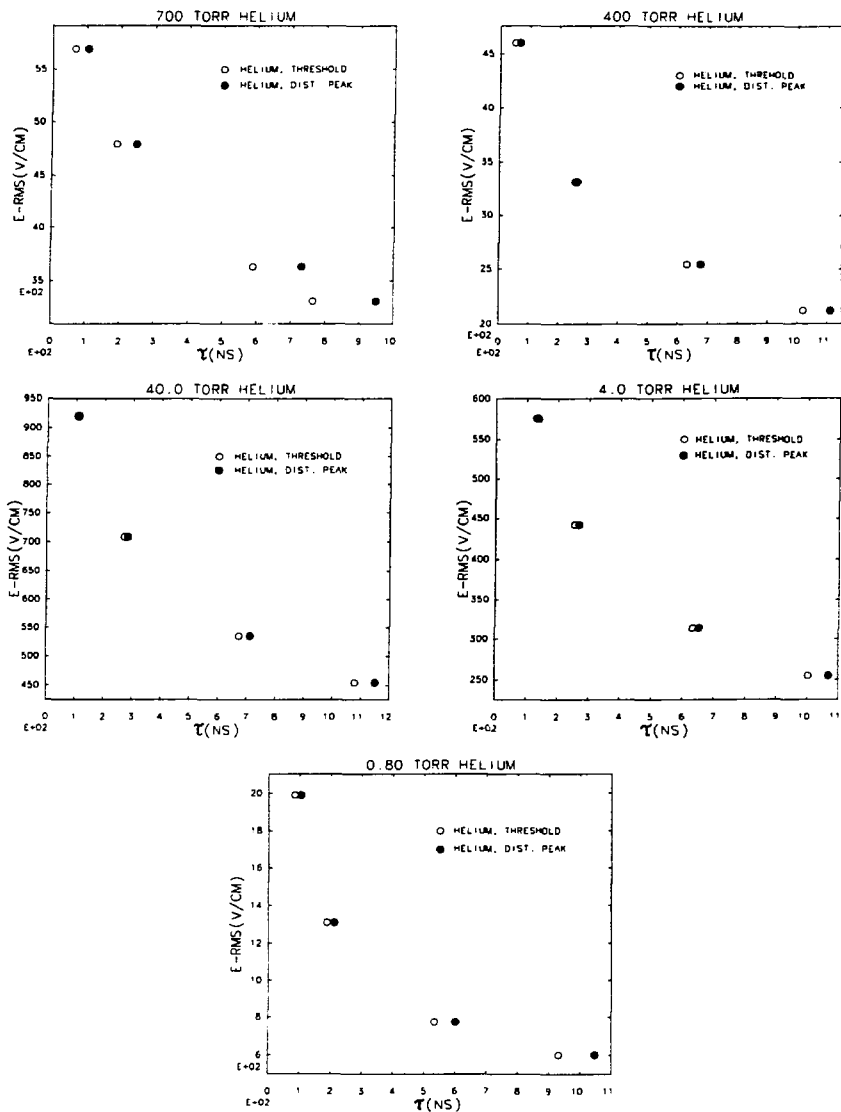 700 TORR HELIUM
55
50
45
40
35
E+02
E-RMS(V/CM)
○ HELIUM, THRESHOLD
● HELIUM, DIST. PEAK
0 1 2 3 4 5 6 7 8 9 10
E+02
τ(NS)
400 TORR HELIUM
45
40
35
30
25
20
E+02
E-RMS(V/CM)
○ HELIUM, THREHOLD
● HELIUM, DIST. PEAK
0 1 2 3 4 5 6 7 8 9 10 11
τ(NS)
40.0 TORR HELIUM
950
900
850
800
750
700
650
600
550
500
450
E-RMS(V/CM)
○ HELIUM, THRESHOLD
● HELIUM, DIST. PEAK
0 1 2 3 4 5 6 7 8 9 10 11 12
E+02
τ(NS)
4.0 TORR HELIUM
600
550
500
450
400
350
300
250
E-RMS(V/CM)
○ HELIUM, THRESHOLD
● HELIUM, DIST. PEAK
0 1 2 3 4 5 6 7 8 9 10 11
E+02
τ(NS)
0.80 TORR HELIUM
20
18
16
14
12
10
8
6
E+02
E-RMS(V/CM)
○ HELIUM, THRESHOLD
● HELIUM, DIST. PEAK
0 1 2 3 4 5 6 7 8 9 10 11
E+02
τ(NS)